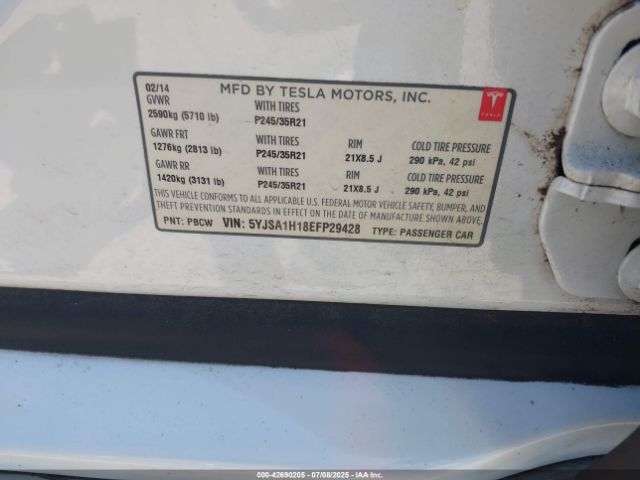 02/14 MFD BY TESLA MOTORS, INC.
GVWR WITH TIRES
2590kg (5710 lb) P245/35R21
TESLA
GAWR FRT WITH TIRES RIM COLD TIRE PRESSURE
1276kg (2813 lb) P245/35R21 21X8.5 J 290 kPa, 42 psi
GAWR RR WITH TIRES RIM COLD TIRE PRESSURE
1420kg (3131 lb) P245/35R21 21X8.5 J 290 kPa, 42 psi
THIS VEHICLE CONFORMS TO ALL APPLICABLE U.S. FEDERAL MOTOR VEHICLE SAFETY, BUMPER, AND
THEFT PREVENTION STANDARDS IN EFFECT ON THE DATE OF MANUFACTURE SHOWN ABOVE.
PNT: PBCW VIN: 5YJSA1H18EFP29428 TYPE: PASSENGER CAR
000-42690205 - 07/08/2025 - IAAI.COM